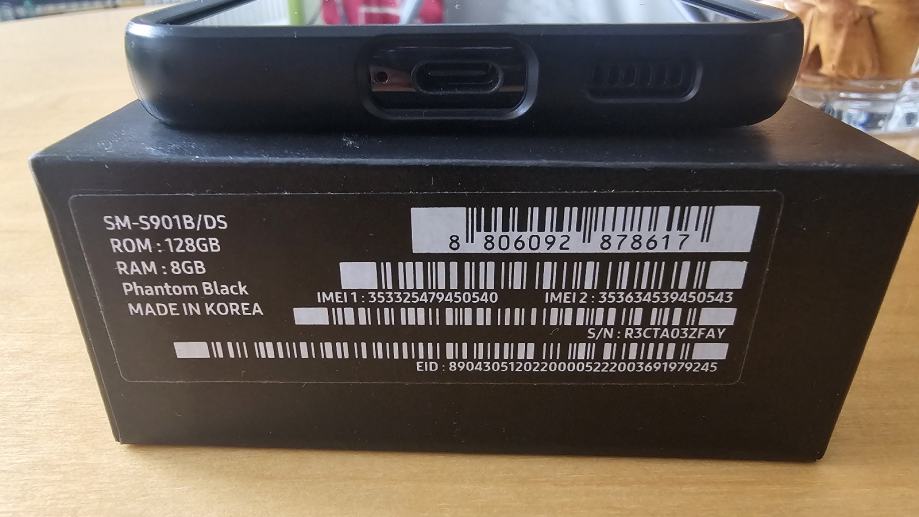 SM-S901B/DS
ROM : 128GB
RAM : 8GB
Phantom Black
MADE IN KOREA
8 806092 878617
IMEI 1 : 353325479450540 IMEI 2 : 353634539450543
S/N : R3CTA03ZFAY
EID : 89043051202200005222003691979245